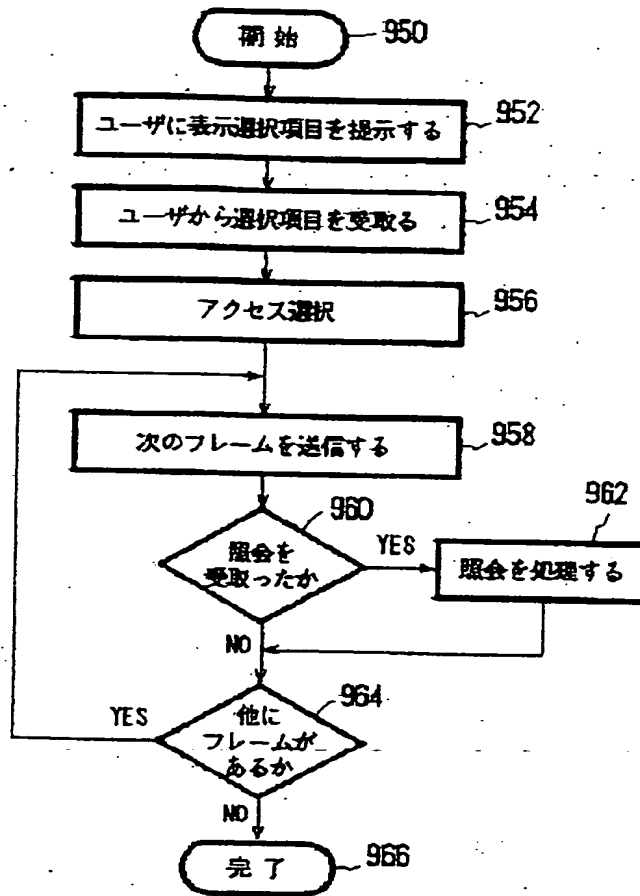 開始
950
ユーザに表示選択項目を提示する
952
ユーザから選択項目を受取る
954
アクセス選択
956
次のフレームを送信する
958
照会を
受取ったか
960
YES
照会を処理する
962
NO
他に
フレームが
あるか
964
YES
NO
完了
966